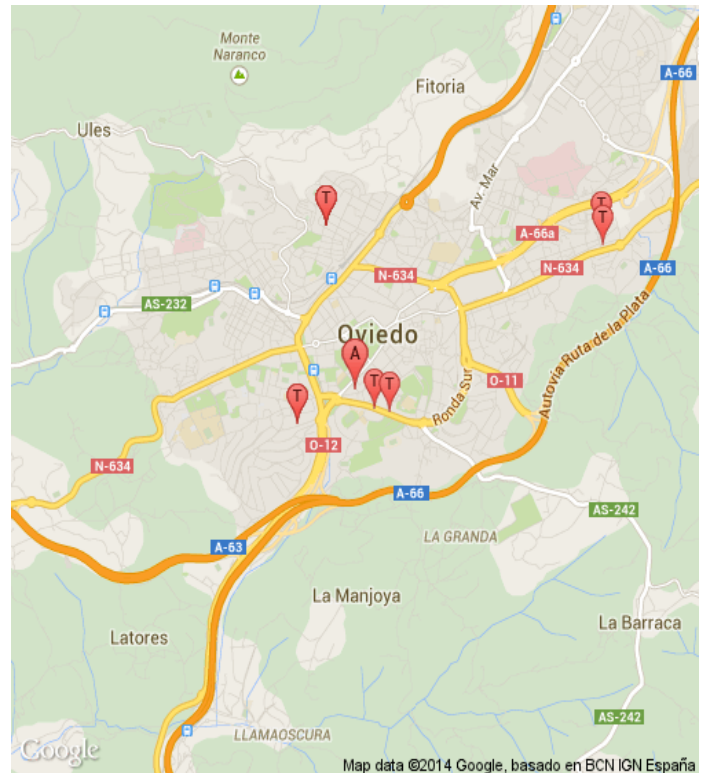 Monte
Naranco
A-66
Fitoria
Ules
Av. Mar
T
T
T
A-66a
N-634
N-634
A-66
AS-232
Oviedo
Autovía Ruta de la Plata
A
O-11
T
T
T
Ronda Sur
O-12
N-634
A-66
AS-242
LA GRANDA
A-63
La Manjoya
La Barraca
Latores
AS-242
LLAMAOSCURA
Google
Map data ©2014 Google, basado en BCN IGN España